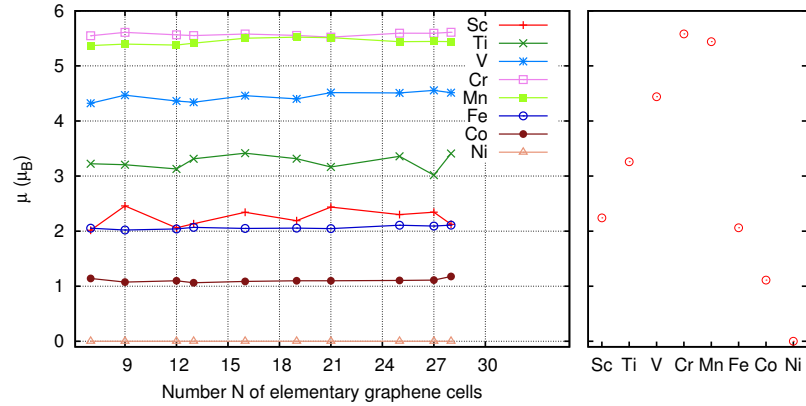 6
5
4
3
2
1
0
μ (μB)
9 12 15 18 21 24 27 30
Number N of elementary graphene cells
Sc
Ti
V
Cr
Mn
Fe
Co
Ni
Sc Ti V Cr Mn Fe Co Ni